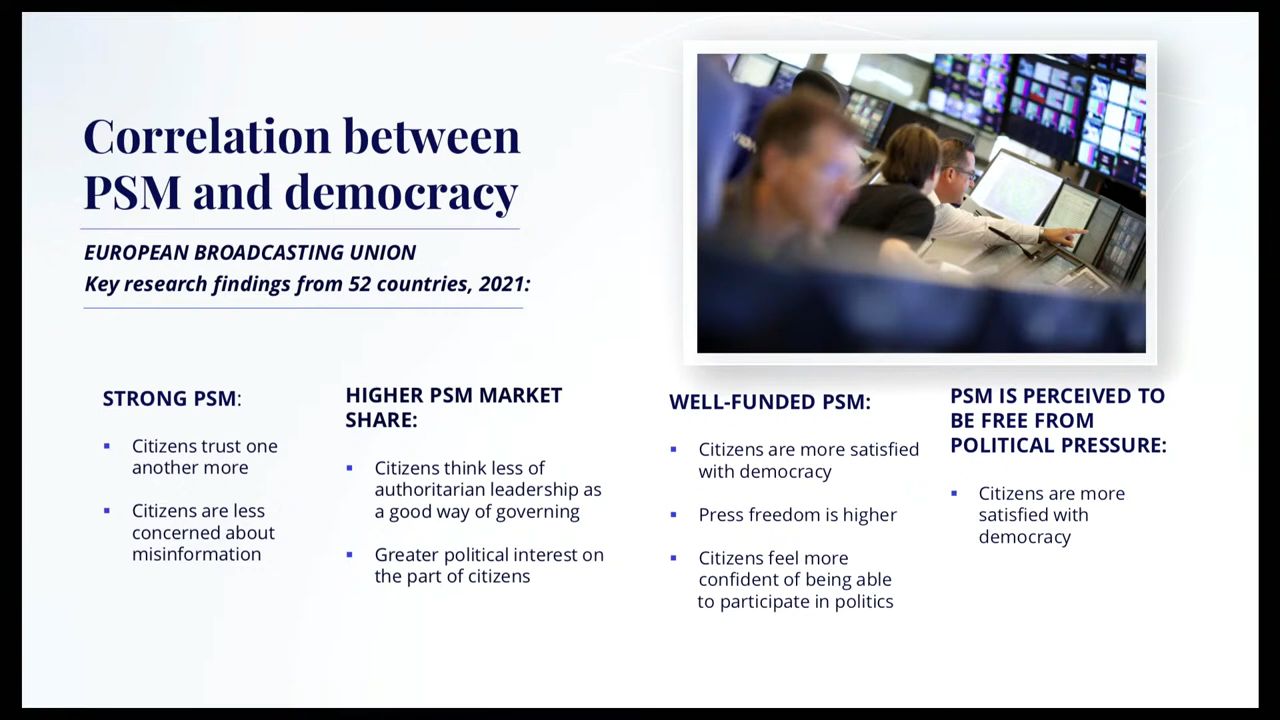 Correlation between
PSM and democracy
EUROPEAN BROADCASTING UNION
Key research findings from 52 countries, 2021:
STRONG PSM:
▪ Citizens trust one
another more
▪ Citizens are less
concerned about
misinformation
HIGHER PSM MARKET
SHARE:
▪ Citizens think less of
authoritarian leadership as
a good way of governing
▪ Greater political interest on
the part of citizens
WELL-FUNDED PSM:
▪ Citizens are more satisfied
with democracy
▪ Press freedom is higher
▪ Citizens feel more
confident of being able
to participate in politics
PSM IS PERCEIVED TO
BE FREE FROM
POLITICAL PRESSURE:
▪ Citizens are more
satisfied with
democracy